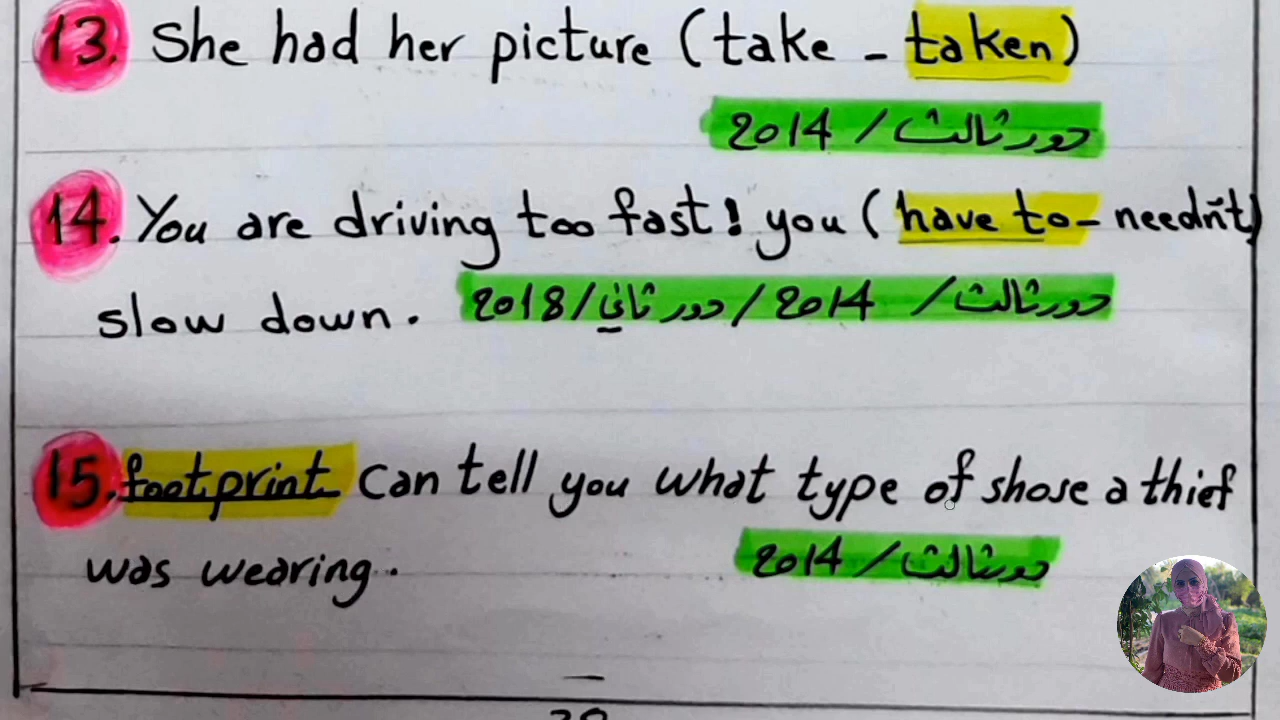 13. She had her picture (take - taken)
دور ثالث / 2014
14. You are driving too fast! you (have to - needn't)
slow down. دور ثالث / 2014 / دور ثاني / 2018
15. footprint can tell you what type of shose a thief
was wearing. دور ثالث / 2014